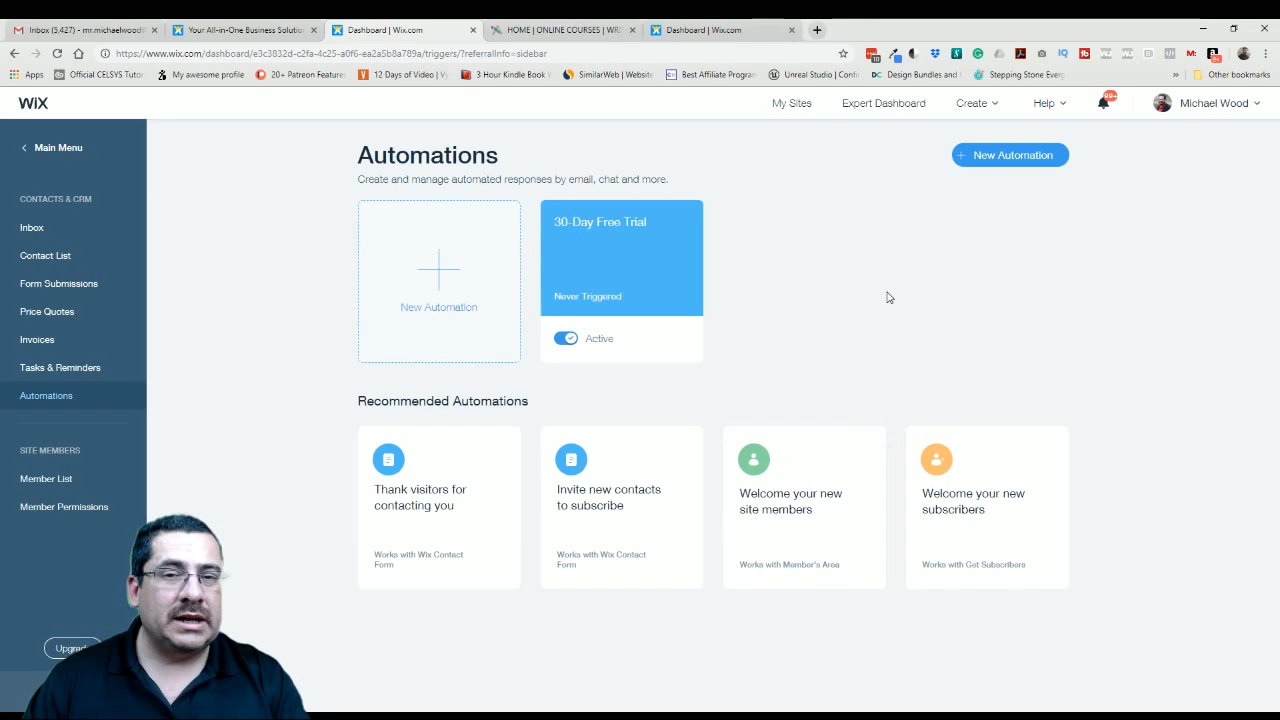 Inbox (5,427) - mr.michaelwood@
Your All-in-One Business Solution
Dashboard | Wix.com
HOME | ONLINE COURSES | WRD
Dashboard | Wix.com
https://www.wix.com/dashboard/e3c3832d-c2fa-4c25-a0f6-ea2a5b8a789a/triggers/?referralInfo=sidebar
Apps
Official CELSYS Tutor
My awesome profile
20+ Patreon Features
12 Days of Video | V
3 Hour Kindle Book
SimilarWeb | Website
Best Affiliate Program
Unreal Studio | Confi
Design Bundles and
Stepping Stone Energ
»
Other bookmarks
WiX
My Sites
Expert Dashboard
Create
Help
99+
Michael Wood
Main Menu
CONTACTS & CRM
Inbox
Contact List
Form Submissions
Price Quotes
Invoices
Tasks & Reminders
Automations
SITE MEMBERS
Member List
Member Permissions
Automations
Create and manage automated responses by email, chat and more.
+ New Automation
New Automation
30-Day Free Trial
Never Triggered
Active
Recommended Automations
Thank visitors for
contacting you
Works with Wix Contact
Form
Invite new contacts
to subscribe
Works with Wix Contact
Form
Welcome your new
site members
Works with Member's Area
Welcome your new
subscribers
Works with Get Subscribers